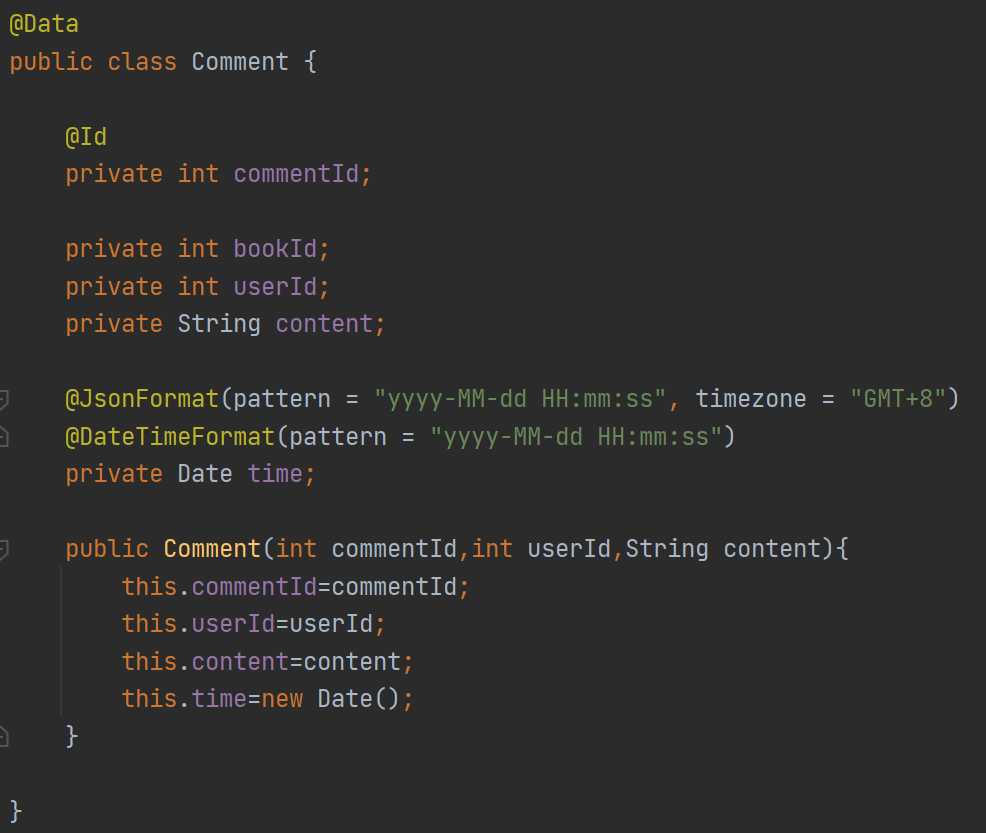 @Data
public class Comment {
@Id
private int commentId;
private int bookId;
private int userId;
private String content;
@JsonFormat(pattern = "yyyy-MM-dd HH:mm:ss", timezone = "GMT+8")
@DateTimeFormat(pattern = "yyyy-MM-dd HH:mm:ss")
private Date time;
public Comment(int commentId,int userId,String content){
this.commentId=commentId;
this.userId=userId;
this.content=content;
this.time=new Date();
}
}